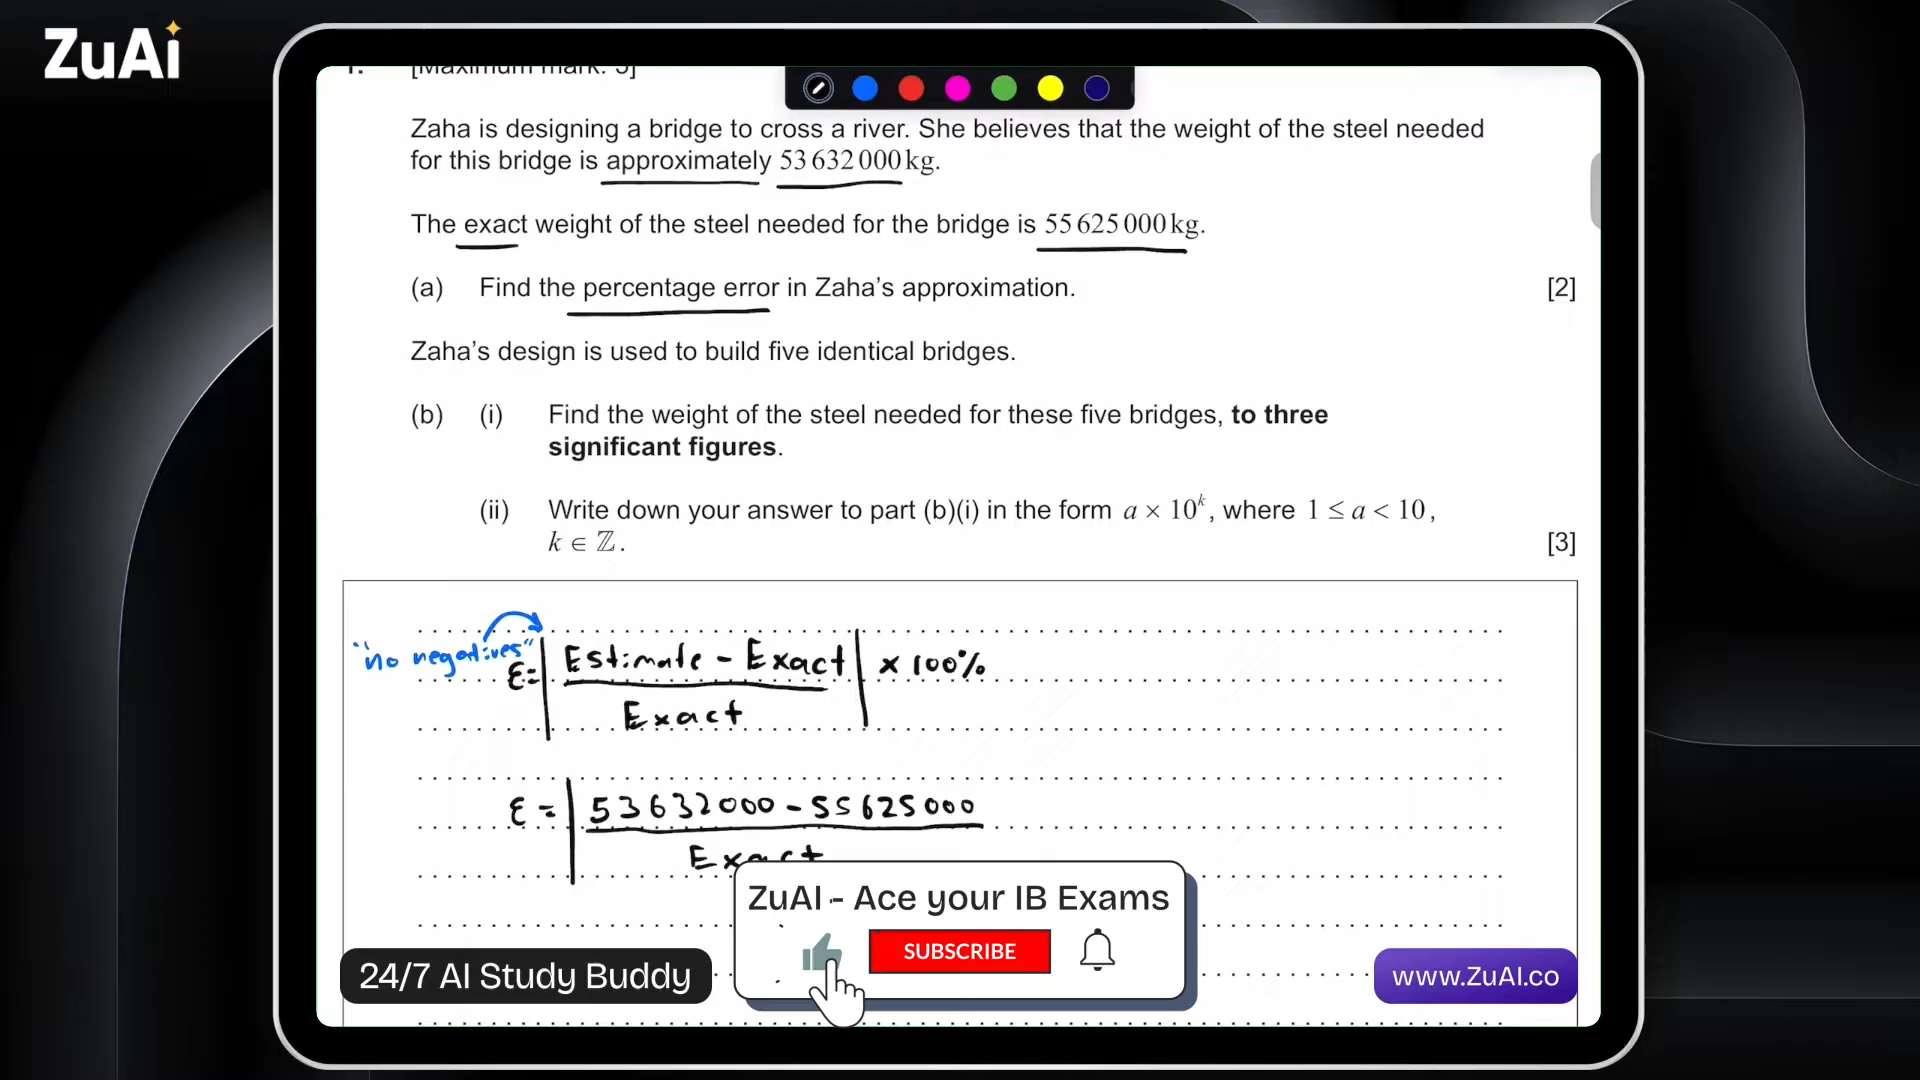 ZuAi
1. [Maximum mark: 5]
Zaha is designing a bridge to cross a river. She believes that the weight of the steel needed
for this bridge is approximately 53 632 000 kg.
The exact weight of the steel needed for the bridge is 55 625 000 kg.
(a) Find the percentage error in Zaha’s approximation. [2]
Zaha’s design is used to build five identical bridges.
(b) (i) Find the weight of the steel needed for these five bridges, to three
significant figures.
(ii) Write down your answer to part (b)(i) in the form a × 10^k, where 1 ≤ a < 10,
k ∈ ℤ. [3]
"no negatives"
ε = | Estimate - Exact | × 100%
Exact
ε = | 53632000 - 55625000
Exact
ZuAI - Ace your IB Exams
SUBSCRIBE
24/7 AI Study Buddy
www.ZuAI.co